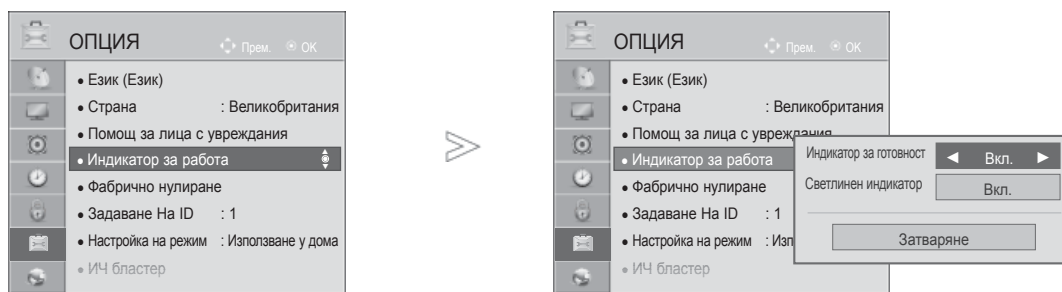 ОПЦИЯ
Прем. OK
• Език (Език)
• Страна : Великобритания
• Помощ за лица с увреждания
• Индикатор за работа
• Фабрично нулиране
• Задаване На ID : 1
• Настройка на режим : Използване у дома
• ИЧ бластер
ОПЦИЯ
Прем. OK
• Език (Език)
• Страна : Великобритания
• Помощ за лица с увреждания
• Индикатор за работа
• Фабрично нулиране
• Задаване На ID : 1
• Настройка на режим : Изп
• ИЧ бластер
Индикатор за готовност ◄ Вкл. ►
Светлинен индикатор Вкл.
Затваряне